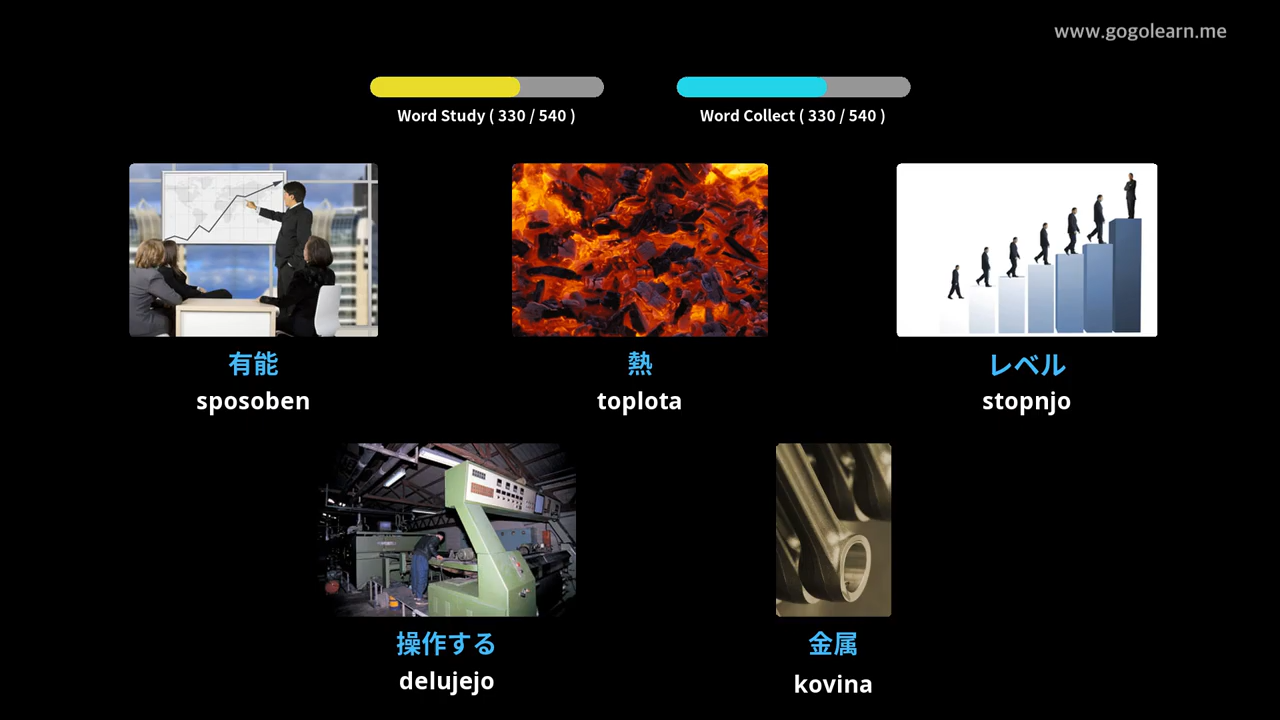 www.gogolearn.me
Word Study ( 330 / 540 )
Word Collect ( 330 / 540 )
有能
sposoben
熱
toplota
レベル
stopnjo
操作する
delujejo
金属
kovina